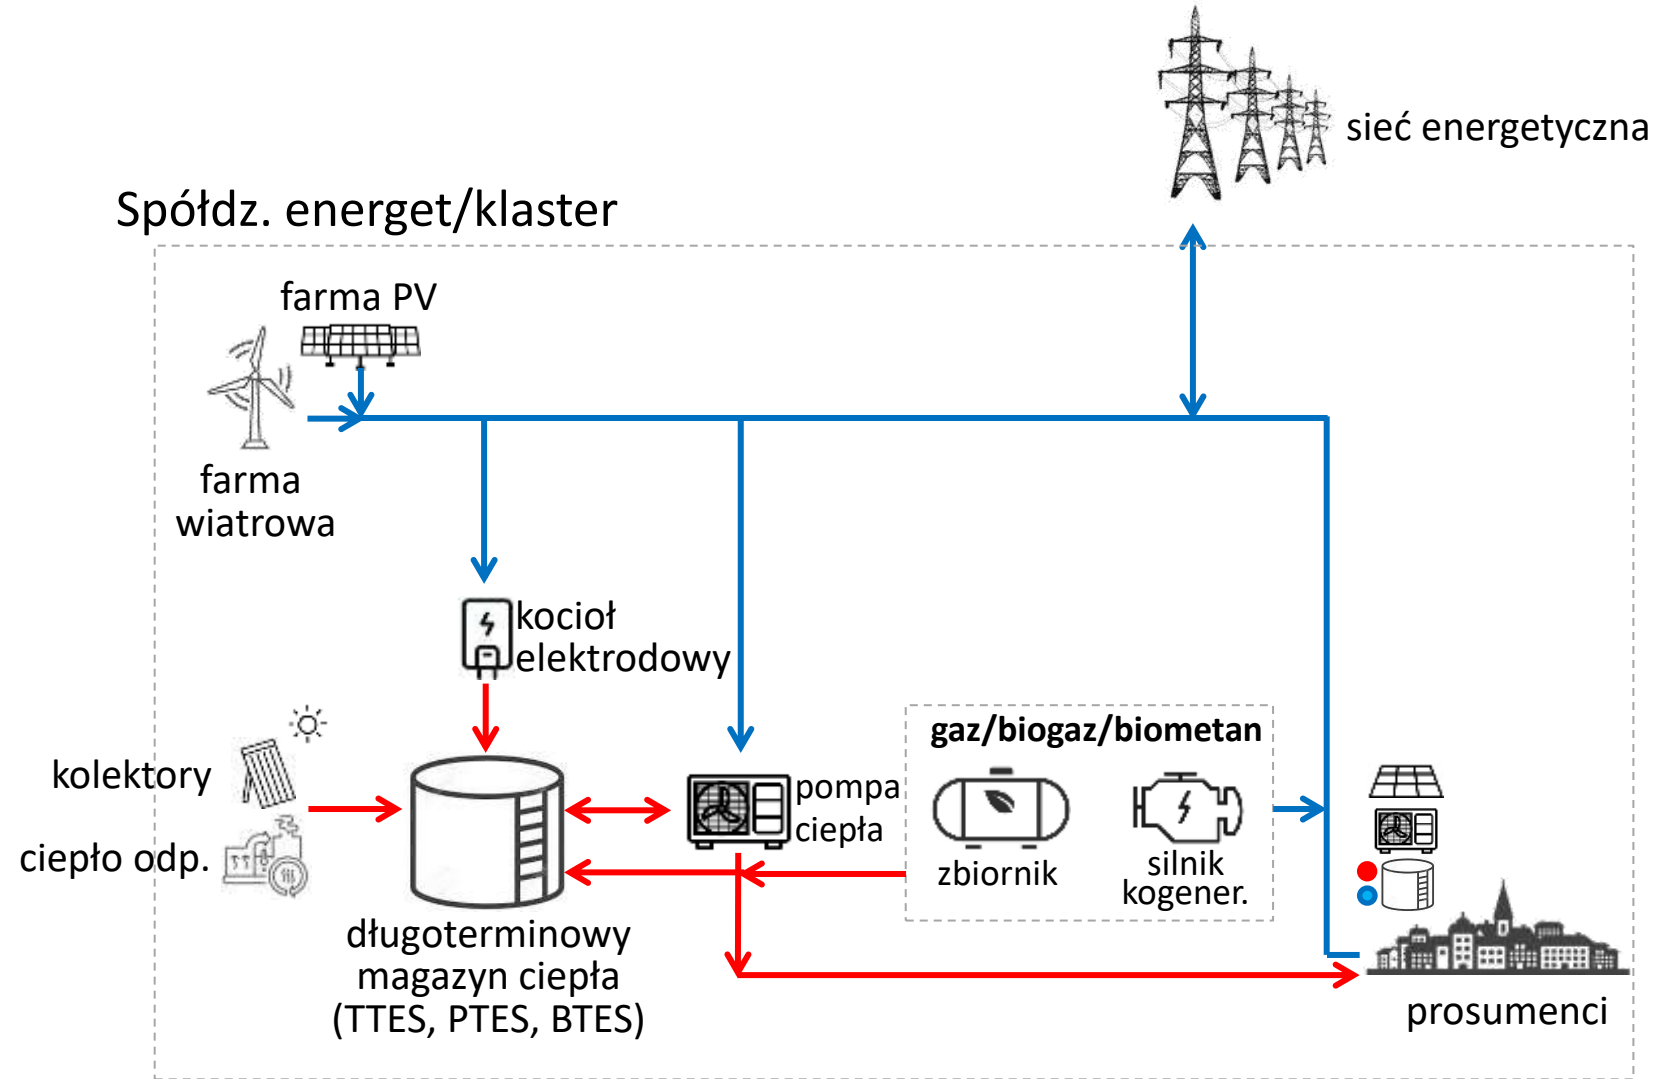 sieć energetyczna
Spółdz. energet/klaster
farma PV
farma
wiatrowa
kocioł
elektrodowy
gaz/biogaz/biometan
kolektory
pompa
ciepła
ciepło odp.
zbiornik
silnik
kogener.
długoterminowy
magazyn ciepła
(TTES, PTES, BTES)
prosumenci